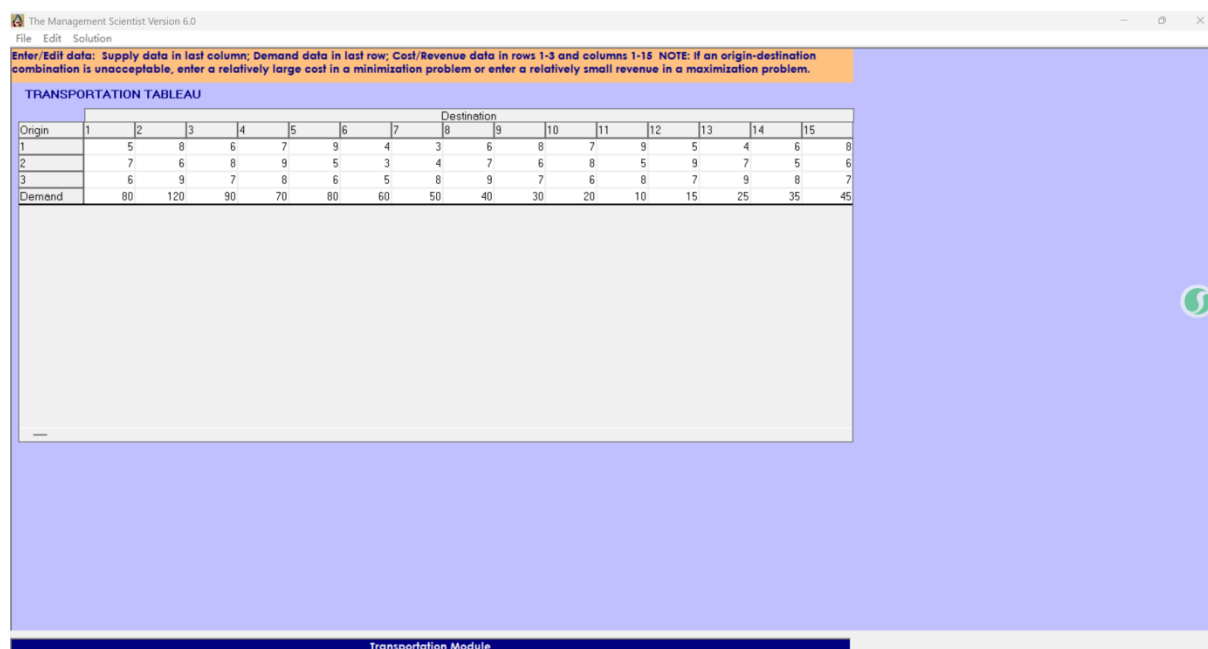 The Management Scientist Version 6.0
File Edit Solution
Enter/Edit data: Supply data in last column; Demand data in last row; Cost/Revenue data in rows 1-3 and columns 1-15 NOTE: If an origin-destination
combination is unacceptable, enter a relatively large cost in a minimization problem or enter a relatively small revenue in a maximization problem.
TRANSPORTATION TABLEAU
Destination
Origin 1 2 3 4 5 6 7 8 9 10 11 12 13 14 15
1 5 8 6 7 9 4 3 6 8 7 9 5 4 6 8
2 7 6 8 9 5 3 4 7 6 8 5 9 7 5 6
3 6 9 7 8 6 5 8 9 7 6 8 7 9 8 7
Demand 80 120 90 70 80 60 50 40 30 20 10 15 25 35 45
Transportation Module